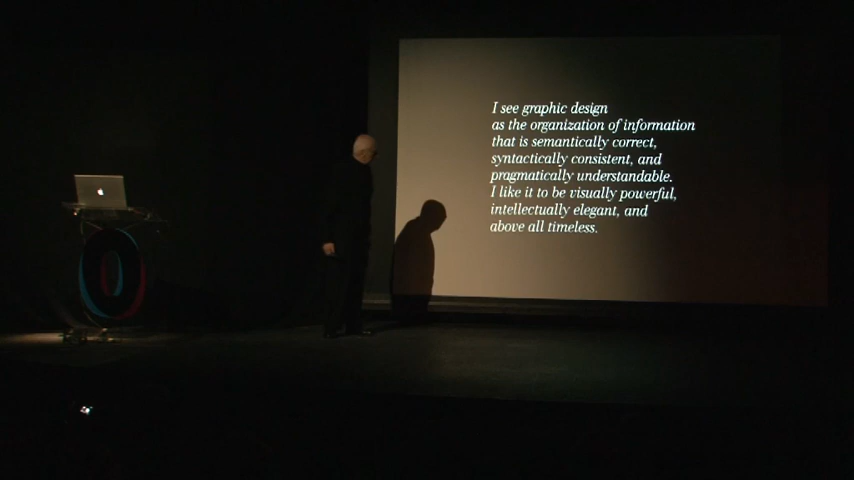 I see graphic design
as the organization of information
that is semantically correct,
syntactically consistent, and
pragmatically understandable.
I like it to be visually powerful,
intellectually elegant, and
above all timeless.